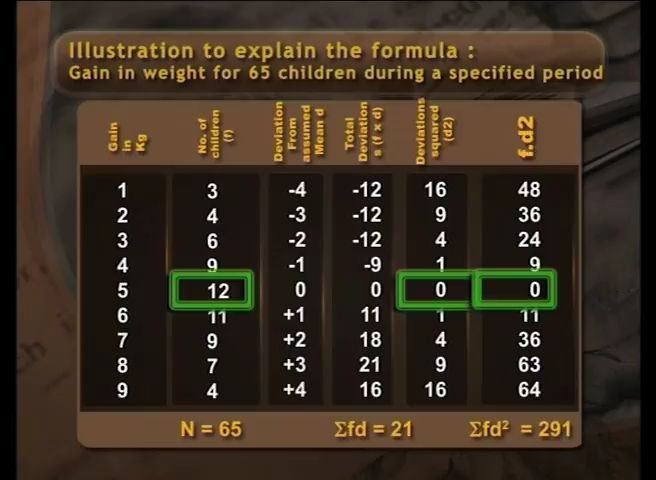 Illustration to explain the formula :
Gain in weight for 65 children during a specified period
Gain in Kg
No. of children (f)
Deviation From assumed Mean d
Total Deviation s (f x d)
Deviations squared (d2)
f.d2
1 3 -4 -12 16 48
2 4 -3 -12 9 36
3 6 -2 -12 4 24
4 9 -1 -9 1 9
5 12 0 0 0 0
6 11 +1 11 1 11
7 9 +2 18 4 36
8 7 +3 21 9 63
9 4 +4 16 16 64
N = 65 Σfd = 21 Σfd² = 291